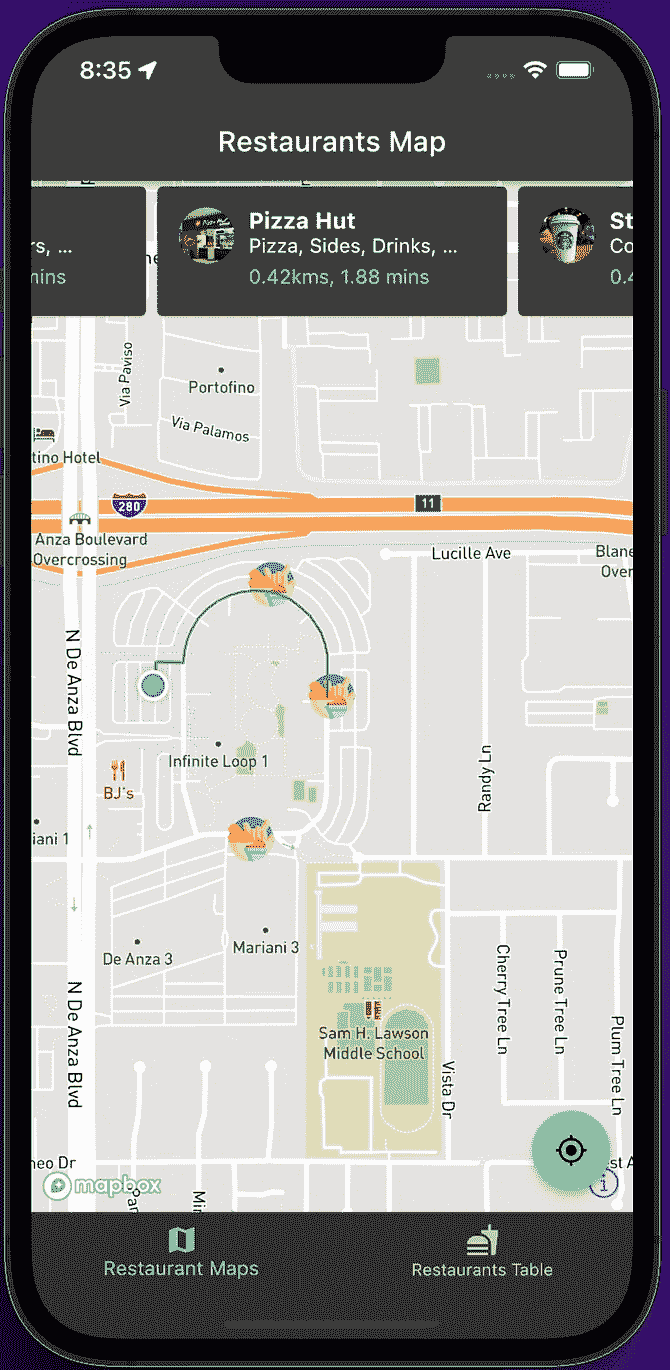 8:35
Restaurants Map
rs, ...
mins
Pizza Hut
Pizza, Sides, Drinks, ...
0.42kms, 1.88 mins
St
Co
0.4
Via Paviso
Portofino
Via Palamos
tino Hotel
280
11
Anza Boulevard
Overcrossing
Lucille Ave
Blane
Over
N De Anza Blvd
Infinite Loop 1
BJ's
Randy Ln
iani 1
De Anza 3
Mariani 3
N De Anza Blvd
Sam H. Lawson
Middle School
Vista Dr
Cherry Tree Ln
Prune Tree Ln
Plum Tree Ln
neo Dr
st A
mapbox
Restaurant Maps
Restaurants Table